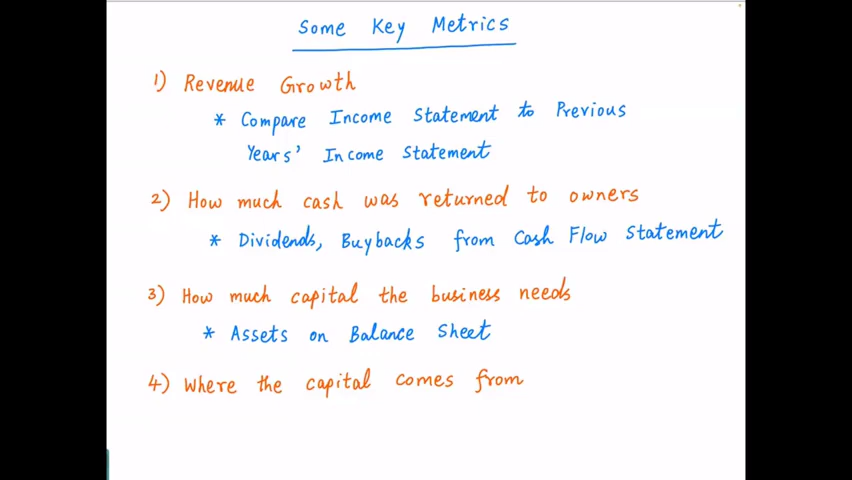 Some Key Metrics
1) Revenue Growth
* Compare Income Statement to Previous
Years' Income Statement
2) How much cash was returned to owners
* Dividends, Buybacks from Cash Flow Statement
3) How much capital the business needs
* Assets on Balance Sheet
4) Where the capital comes from